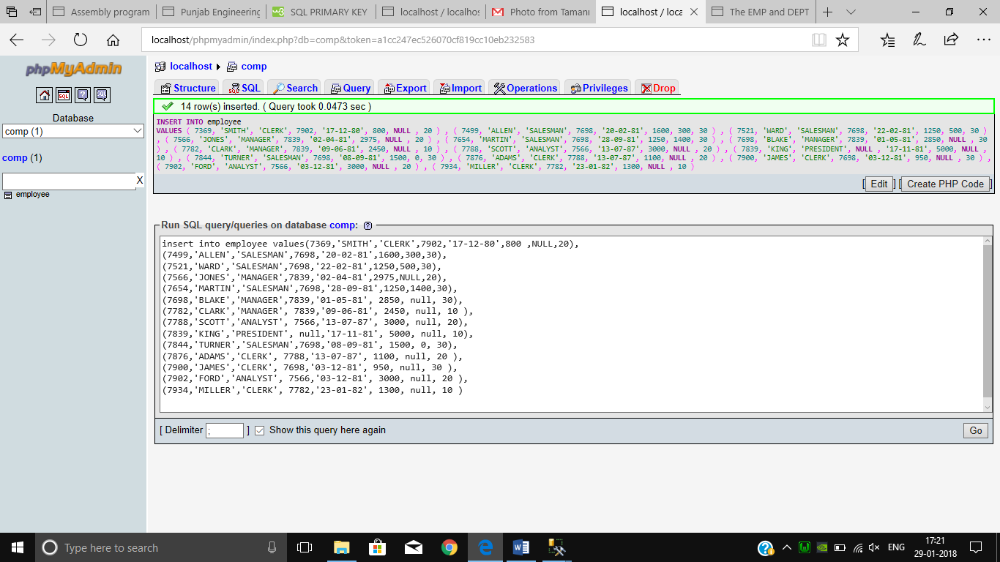 Assembly program
Punjab Engineering
w3 SQL PRIMARY KEY
localhost / localhos
Photo from Tamann
localhost / loca
The EMP and DEPT
localhost/phpmyadmin/index.php?db=comp&token=a1cc247ec526070cf819cc10eb232583
phpMyAdmin
SQL
SQL
Database
comp (1)
comp (1)
X
employee
localhost comp
Structure SQL Search Query Export Import Operations Privileges Drop
14 row(s) inserted. ( Query took 0.0473 sec )
INSERT INTO employee
VALUES ( 7369, 'SMITH', 'CLERK', 7902, '17-12-80', 800, NULL , 20 ) , ( 7499, 'ALLEN', 'SALESMAN', 7698, '20-02-81', 1600, 300, 30 ) , ( 7521, 'WARD', 'SALESMAN', 7698, '22-02-81', 1250, 500, 30 )
, ( 7566, 'JONES', 'MANAGER', 7839, '02-04-81', 2975, NULL , 20 ) , ( 7654, 'MARTIN', 'SALESMAN', 7698, '28-09-81', 1250, 1400, 30 ) , ( 7698, 'BLAKE', 'MANAGER', 7839, '01-05-81', 2850, NULL , 30
) , ( 7782, 'CLARK', 'MANAGER', 7839, '09-06-81', 2450, NULL , 10 ) , ( 7788, 'SCOTT', 'ANALYST', 7566, '13-07-87', 3000, NULL , 20 ) , ( 7839, 'KING', 'PRESIDENT', NULL , '17-11-81', 5000, NULL ,
10 ) , ( 7844, 'TURNER', 'SALESMAN', 7698, '08-09-81', 1500, 0, 30 ) , ( 7876, 'ADAMS', 'CLERK', 7788, '13-07-87', 1100, NULL , 20 ) , ( 7900, 'JAMES', 'CLERK', 7698, '03-12-81', 950, NULL , 30 ) ,
( 7902, 'FORD', 'ANALYST', 7566, '03-12-81', 3000, NULL , 20 ) , ( 7934, 'MILLER', 'CLERK', 7782, '23-01-82', 1300, NULL , 10 )
[ Edit ] [ Create PHP Code ]
Run SQL query/queries on database comp:
insert into employee values(7369,'SMITH','CLERK',7902,'17-12-80',800 ,NULL,20),
(7499,'ALLEN','SALESMAN',7698,'20-02-81',1600,300,30),
(7521,'WARD','SALESMAN',7698,'22-02-81',1250,500,30),
(7566,'JONES','MANAGER',7839,'02-04-81',2975,NULL,20),
(7654,'MARTIN','SALESMAN',7698,'28-09-81',1250,1400,30),
(7698,'BLAKE','MANAGER',7839,'01-05-81', 2850, null, 30),
(7782,'CLARK','MANAGER', 7839,'09-06-81', 2450, null, 10 ),
(7788,'SCOTT','ANALYST', 7566,'13-07-87', 3000, null, 20),
(7839,'KING','PRESIDENT', null,'17-11-81', 5000, null, 10),
(7844,'TURNER','SALESMAN',7698,'08-09-81', 1500, 0, 30),
(7876,'ADAMS','CLERK', 7788,'13-07-87', 1100, null, 20 ),
(7900,'JAMES','CLERK', 7698,'03-12-81', 950, null, 30 ),
(7902,'FORD','ANALYST', 7566,'03-12-81', 3000, null, 20 ),
(7934,'MILLER','CLERK', 7782,'23-01-82', 1300, null, 10 )
[ Delimiter ; ] Show this query here again
Go
Type here to search
ENG
17:21
29-01-2018